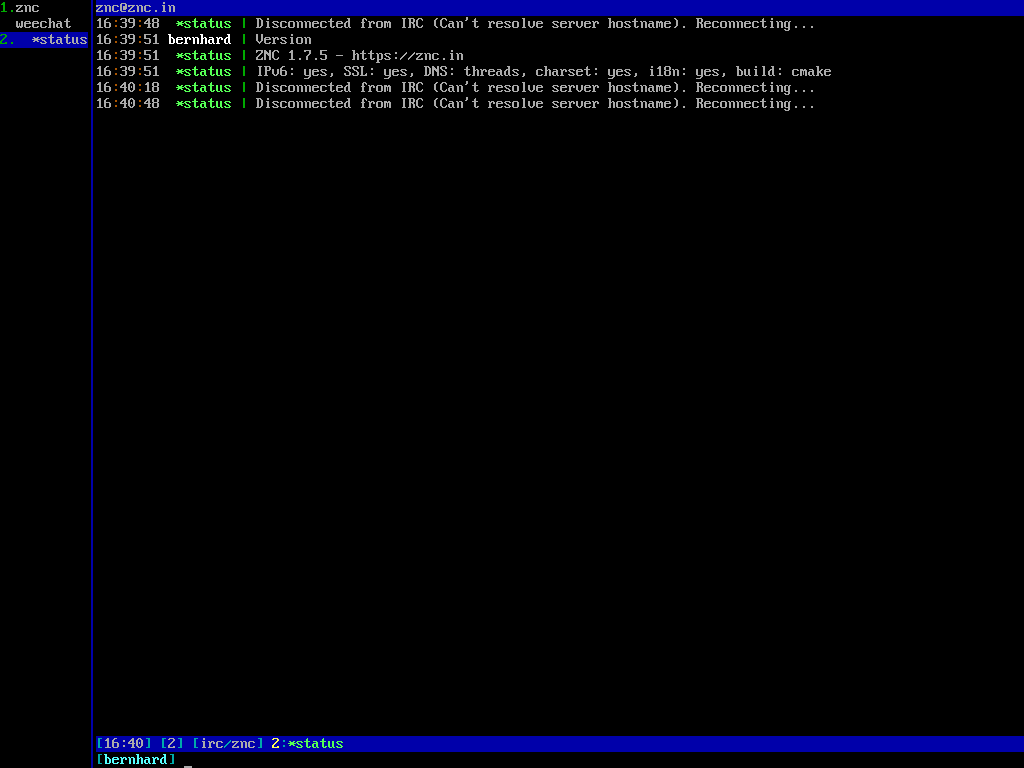 1.znc
weechat
2. *status
znc@znc.in
16:39:48 *status | Disconnected from IRC (Can't resolve server hostname). Reconnecting...
16:39:51 bernhard | Version
16:39:51 *status | ZNC 1.7.5 - https://znc.in
16:39:51 *status | IPv6: yes, SSL: yes, DNS: threads, charset: yes, i18n: yes, build: cmake
16:40:18 *status | Disconnected from IRC (Can't resolve server hostname). Reconnecting...
16:40:48 *status | Disconnected from IRC (Can't resolve server hostname). Reconnecting...
[16:40] [2] [irc/znc] 2:*status
[bernhard] _